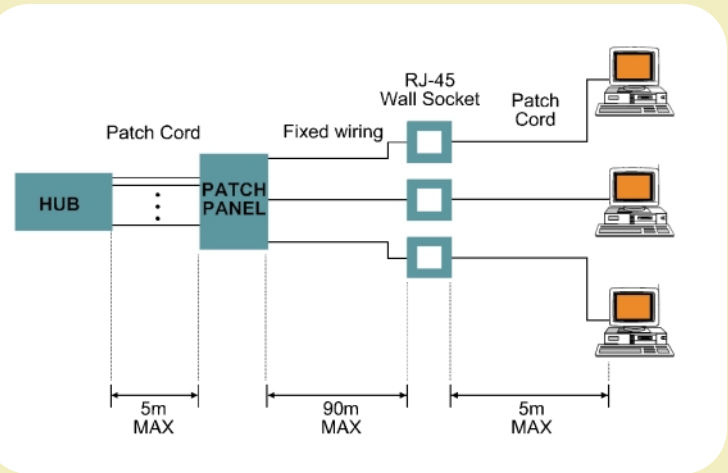 RJ-45
Wall Socket
Patch
Cord
Patch Cord
Fixed wiring
HUB
PATCH
PANEL
5m
MAX
90m
MAX
5m
MAX